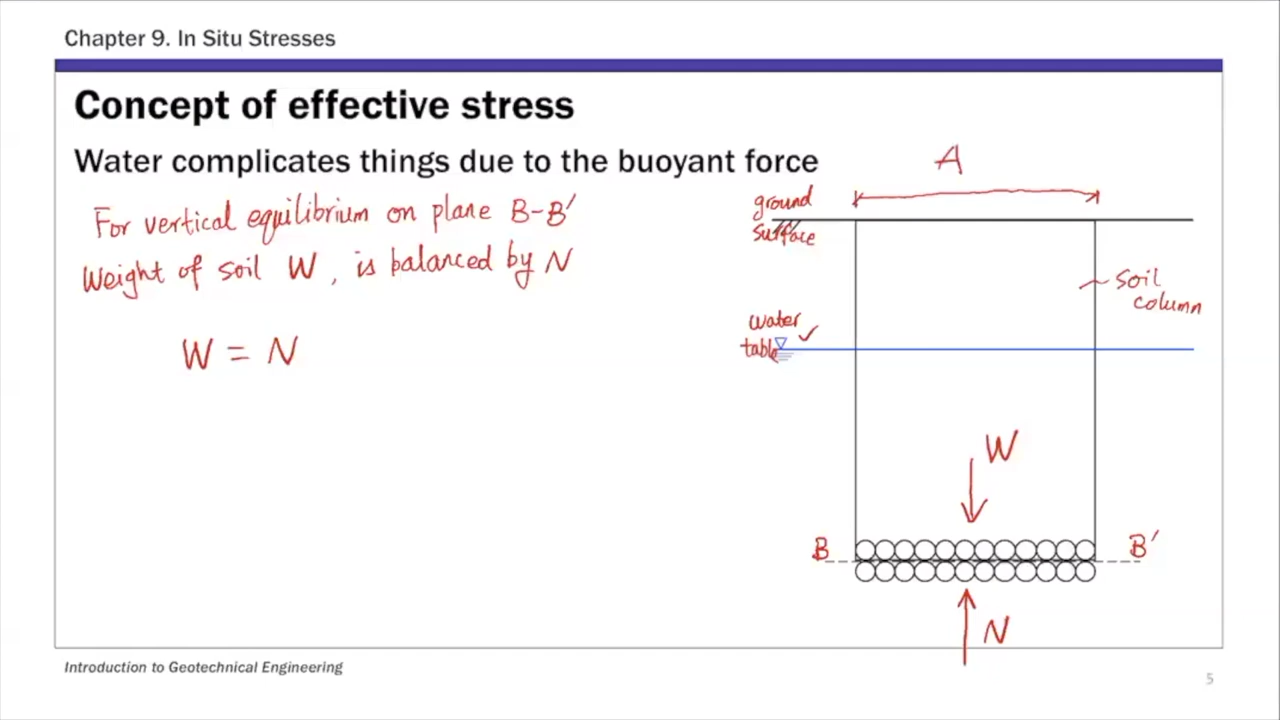 Chapter 9. In Situ Stresses
Concept of effective stress
Water complicates things due to the buoyant force
For vertical equilibrium on plane B-B'
Weight of soil W, is balanced by N
W = N
A
ground
surface
soil
column
water
table
W
B
B'
N
Introduction to Geotechnical Engineering
5